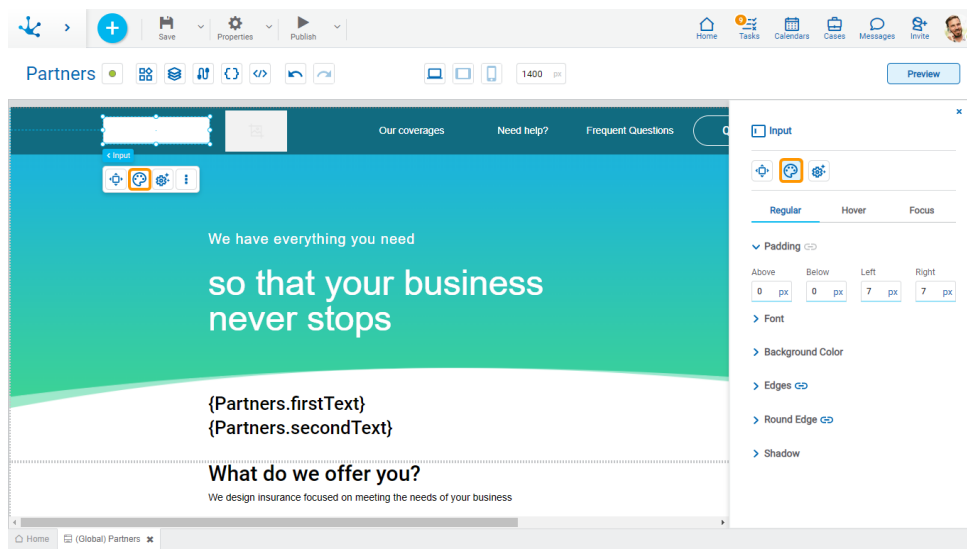 Save
Properties
Publish
Home
9
Tasks
Calendars
Cases
Messages
Invite
Partners
1400 px
Preview
Our coverages
Need help?
Frequent Questions
Input
We have everything you need
so that your business
never stops
{Partners.firstText}
{Partners.secondText}
What do we offer you?
We design insurance focused on meeting the needs of your business
Input
Regular
Hover
Focus
Padding
Above
Below
Left
Right
0 px
0 px
7 px
7 px
Font
Background Color
Edges
Round Edge
Shadow
Home
(Global) Partners